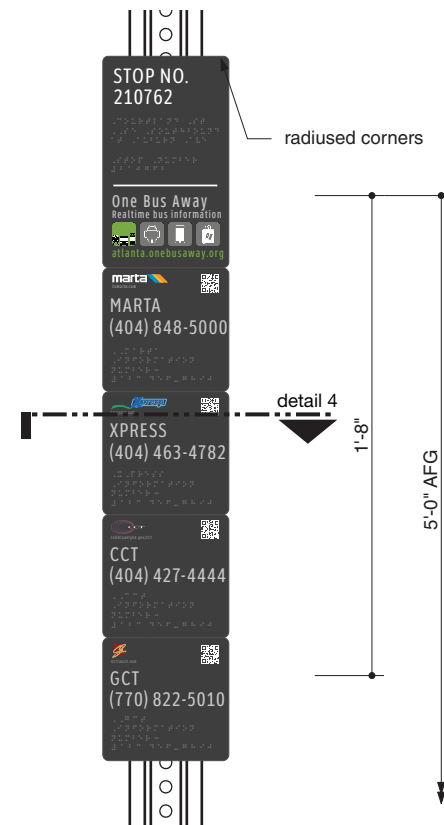 STOP NO.
210762
radiused corners
One Bus Away
Realtime bus information
atlanta.onebusaway.org
marta
MARTA
(404) 848-5000
detail 4
Xpress
XPRESS
(404) 463-4782
1'-8"
5'-0" AFG
CCT
(404) 427-4444
GCT
(770) 822-5010